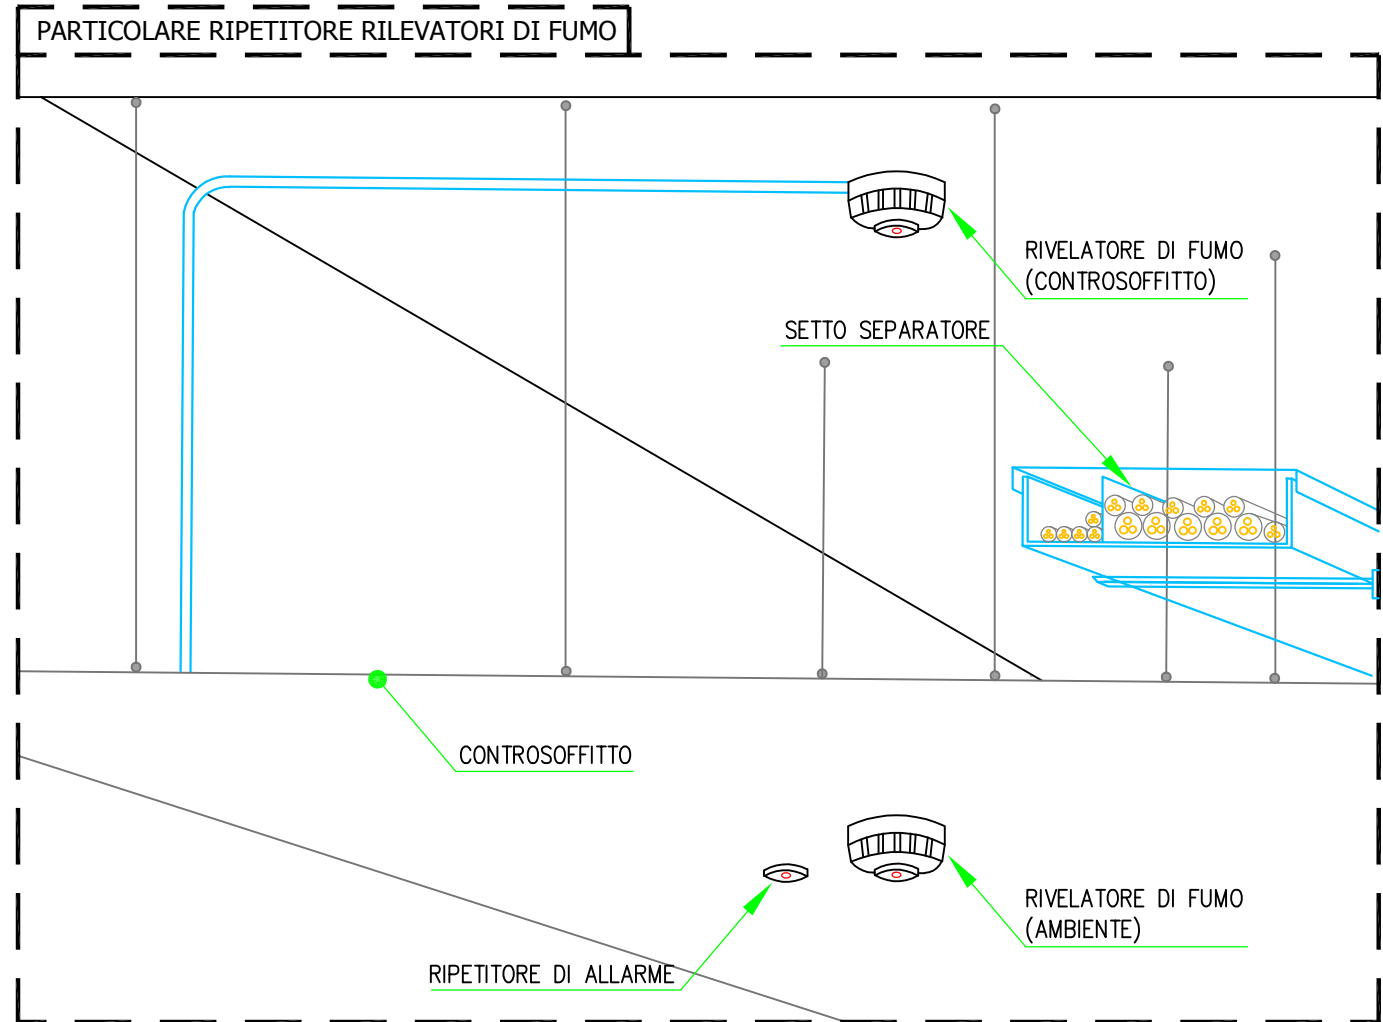 PARTICOLARE RIPETITORE RILEVATORI DI FUMO
RIVELATORE DI FUMO
(CONTROSOFFITTO)
SETTO SEPARATORE
CONTROSOFFITTO
RIVELATORE DI FUMO
(AMBIENTE)
RIPETITORE DI ALLARME